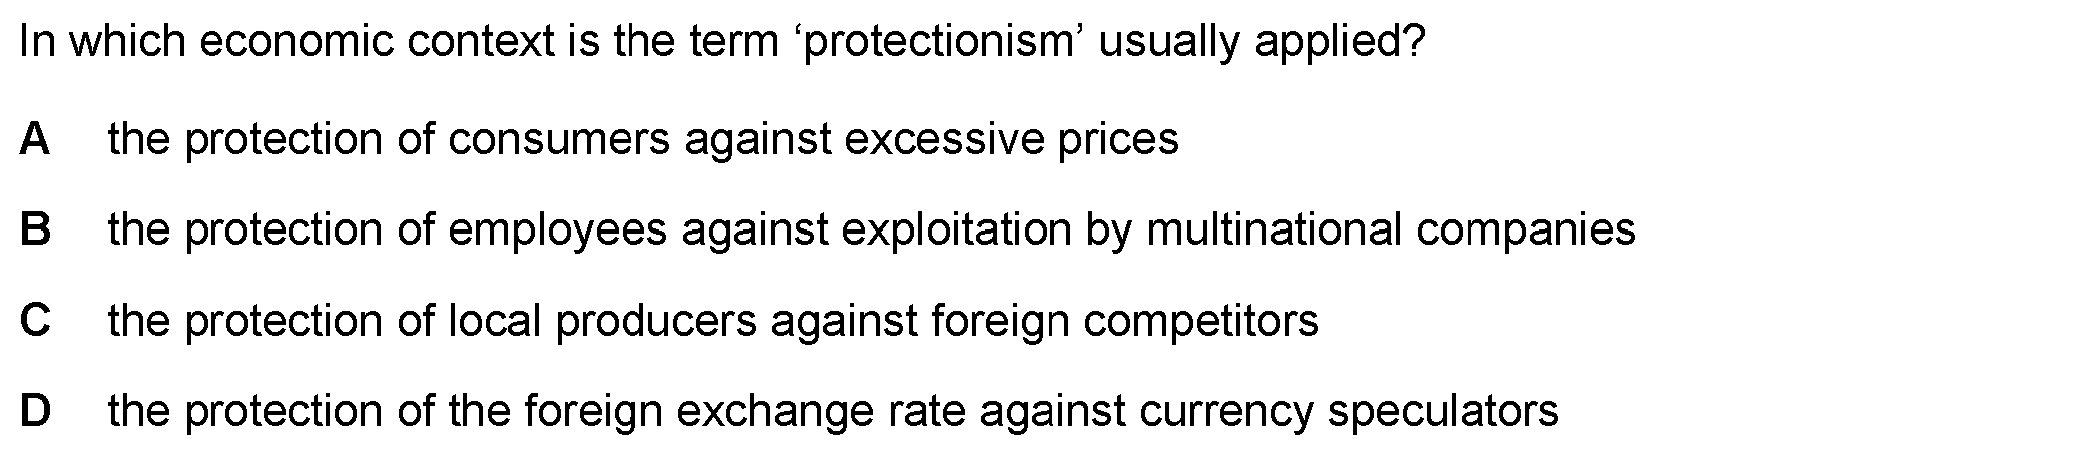 In which economic context is the term ‘protectionism’ usually applied?
A the protection of consumers against excessive prices
B the protection of employees against exploitation by multinational companies
C the protection of local producers against foreign competitors
D the protection of the foreign exchange rate against currency speculators